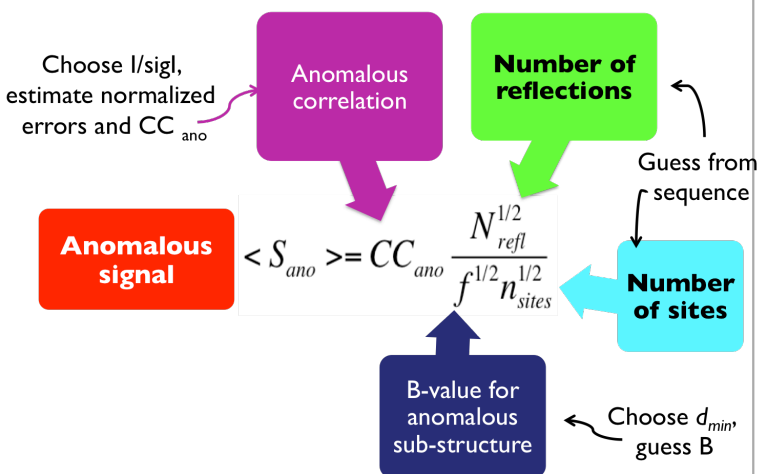 Choose I/sigI,
estimate normalized
errors and CC ano
Anomalous
correlation
Number of
reflections
Guess from
sequence
Anomalous
signal
< S_ano >= CC_ano N_refl^1/2 / f^1/2 n_sites^1/2
Number
of sites
B-value for
anomalous
sub-structure
Choose d_min,
guess B